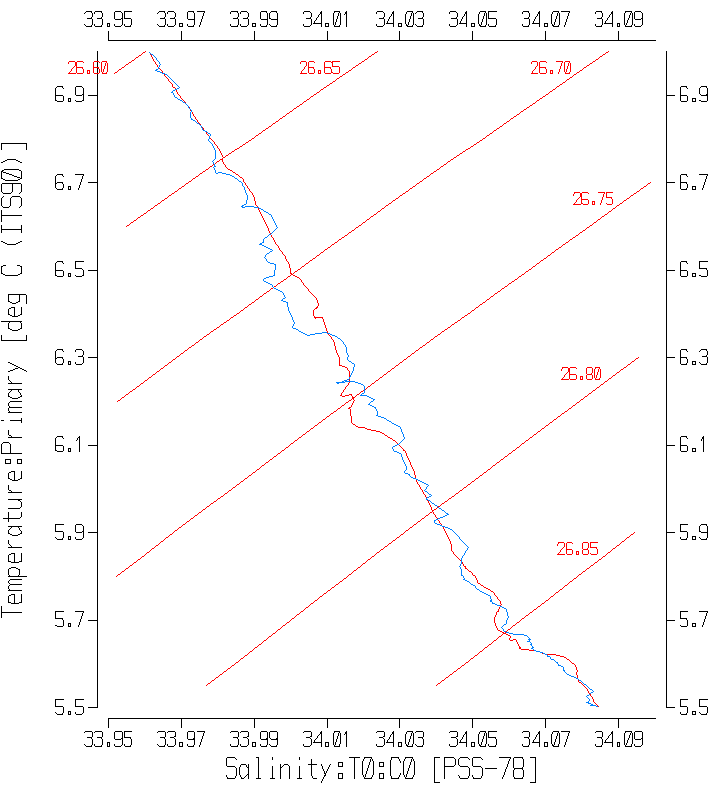 33.95 33.97 33.99 34.01 34.03 34.05 34.07 34.09
26.60 26.65 26.70
6.9 6.9
6.7 6.7
26.75
6.5 6.5
6.3 6.3
26.80
6.1 6.1
5.9 5.9
26.85
5.7 5.7
5.5 5.5
33.95 33.97 33.99 34.01 34.03 34.05 34.07 34.09
Salinity:T0:C0 [PSS-78]
Temperature:Primary [deg C (ITS90)]